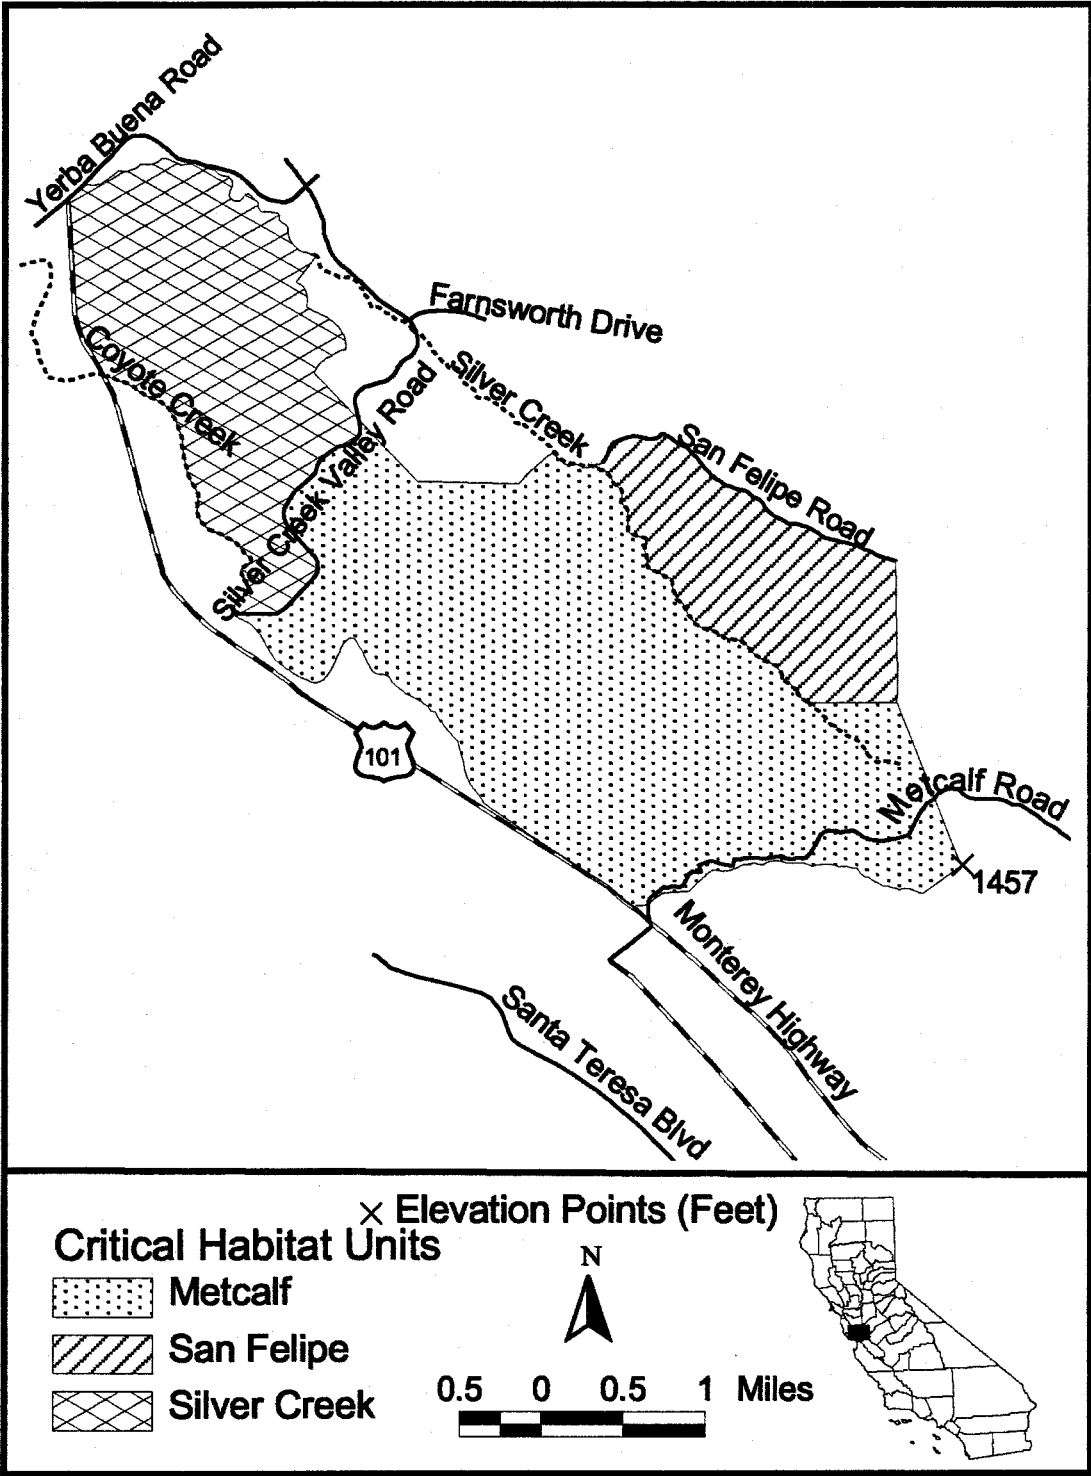 Yerba Buena Road
Farnsworth Drive
Coyote Creek
Silver Creek
Silver Creek Valley Road
San Felipe Road
101
Metcalf Road
1457
Monterey Highway
Santa Teresa Blvd
× Elevation Points (Feet)
Critical Habitat Units
Metcalf
San Felipe
Silver Creek
N
0.5 0 0.5 1 Miles